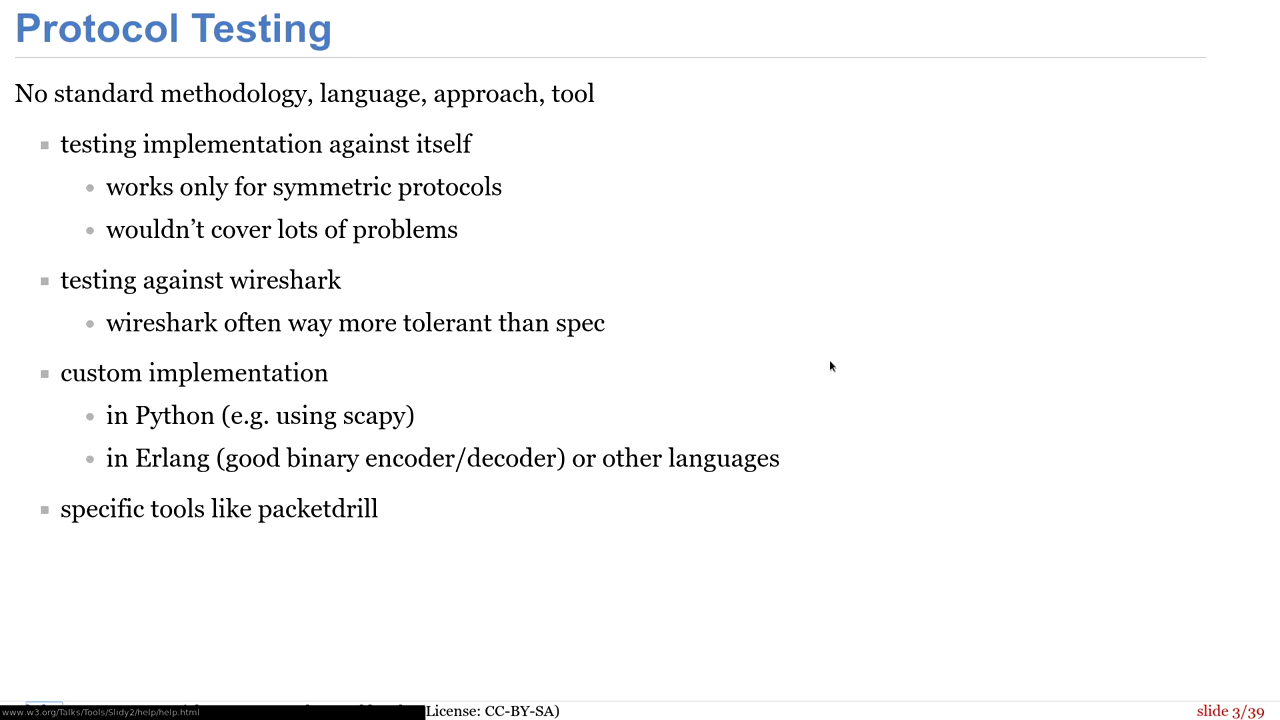 Protocol Testing
No standard methodology, language, approach, tool
testing implementation against itself
works only for symmetric protocols
wouldn’t cover lots of problems
testing against wireshark
wireshark often way more tolerant than spec
custom implementation
in Python (e.g. using scapy)
in Erlang (good binary encoder/decoder) or other languages
specific tools like packetdrill
www.w3.org/Talks/Tools/Slidy2/help/help.html
License: CC-BY-SA)
slide 3/39